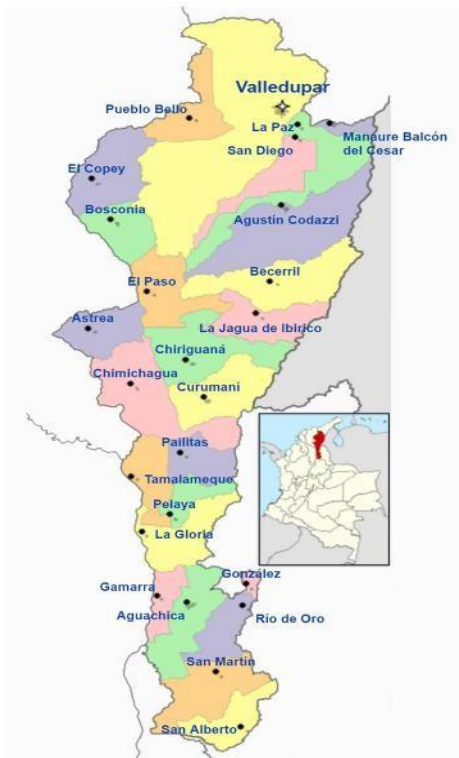 Valledupar
Pueblo Bello
La Paz
San Diego
Manaure Balcón
del Cesar
El Copey
Bosconia
Agustín Codazzi
Becerril
El Paso
Astrea
La Jagua de Ibirico
Chiriguaná
Chimichagua
Curumaní
Pailitas
Tamalameque
Pelaya
La Gloria
González
Gamarra
Aguachica
Río de Oro
San Martín
San Alberto